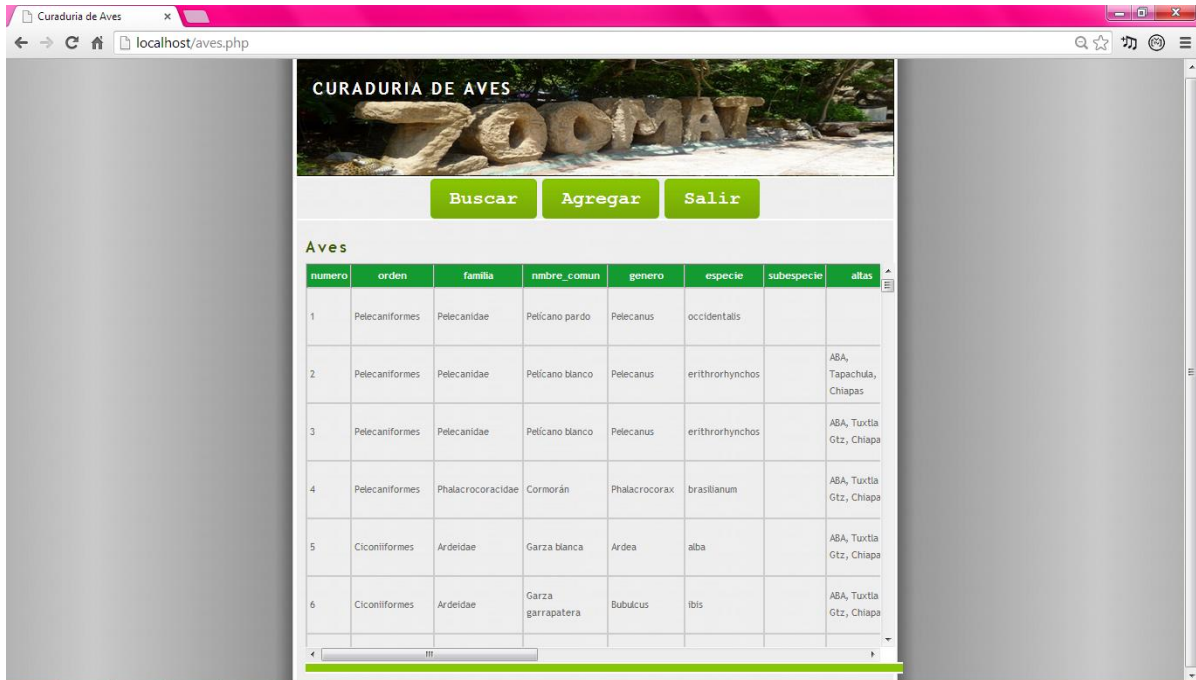 Curaduria de Aves
localhost/aves.php
CURADURIA DE AVES
ZOOMAT
Buscar Agregar Salir
Aves
numero orden familia nmbre_comun genero especie subespecie altas
1 Pelecaniformes Pelecanidae Pelícano pardo Pelecanus occidentalis
2 Pelecaniformes Pelecanidae Pelícano blanco Pelecanus erithrorhynchos ABA,
Tapachula,
Chiapas
3 Pelecaniformes Pelecanidae Pelícano blanco Pelecanus erithrorhynchos ABA, Tuxtla
Gtz, Chiapa
4 Pelecaniformes Phalacrocoracidae Cormorán Phalacrocorax brasilianum ABA, Tuxtla
Gtz, Chiapa
5 Ciconiiformes Ardeidae Garza blanca Ardea alba ABA, Tuxtla
Gtz, Chiapa
6 Ciconiiformes Ardeidae Garza
garrapatera Bubulcus ibis ABA, Tuxtla
Gtz, Chiapa